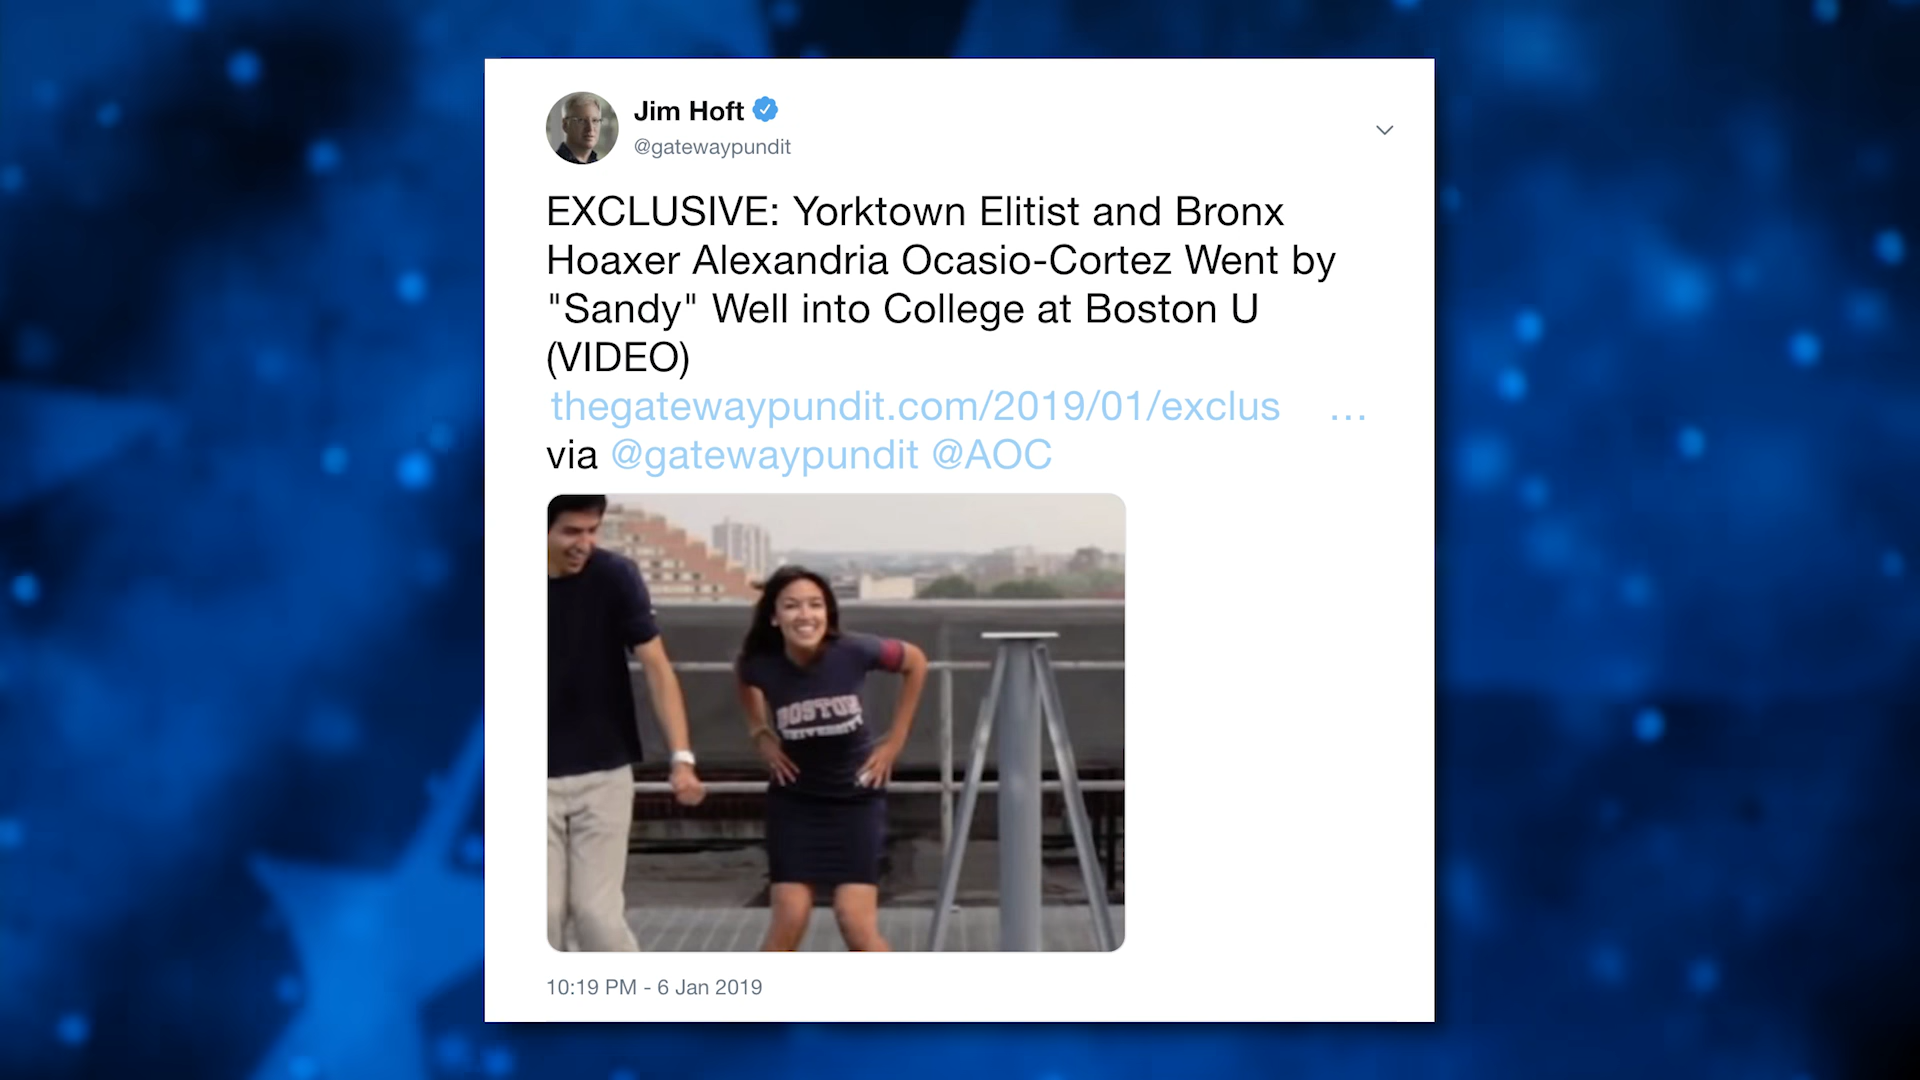 Jim Hoft
@gatewaypundit
EXCLUSIVE: Yorktown Elitist and Bronx
Hoaxer Alexandria Ocasio-Cortez Went by
"Sandy" Well into College at Boston U
(VIDEO)
thegatewaypundit.com/2019/01/exclus ...
via @gatewaypundit @AOC
BOSTON
UNIVERSITY
10:19 PM - 6 Jan 2019